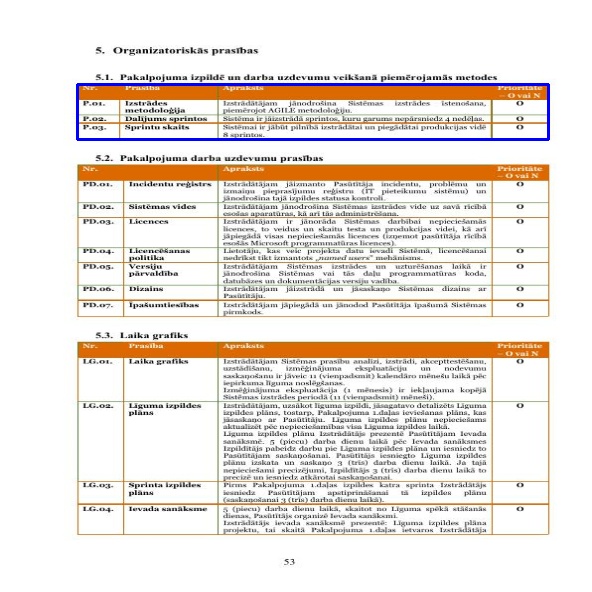 5. Organizatoriskās prasības
5.1. Pakalpojuma izpildē un darba uzdevumu veikšanā piemērojamās metodes
Nr. Prasība Apraksts Prioritāte
– O vai N
P.01. Izstrādes Izstrādātājam jānodrošina Sistēmas izstrādes īstenošana, O
metodoloģija piemērojot AGILE metodoloģiju.
P.02. Dalījums sprintos Sistēma ir jāizstrādā sprintos, kuru garums nepārsniedz 4 nedēļas. O
P.03. Sprintu skaits Sistēmai ir jābūt pilnībā izstrādātai un piegādātai produkcijas vidē O
8 sprintos.
5.2. Pakalpojuma darba uzdevumu prasības
Nr. Prasība Apraksts Prioritāte
– O vai N
PD.01. Incidentu reģistrs Izstrādātājam jāizmanto Pasūtītāja incidentu, problēmu un O
izmaiņu pieprasījumu reģistru (IT pieteikumu sistēmu) un
jānodrošina tajā izpildes statusa kontroli.
PD.02. Sistēmas vides Izstrādātājam jānodrošina Sistēmas izstrādes vide uz savā rīcībā O
esošas aparatūras, kā arī tās administrēšana.
PD.03. Licences Izstrādātājam ir jānorāda Sistēmas darbībai nepieciešamās O
licences, to veidus un skaitu testa un produkcijas videi, kā arī
jāpiegādā visas nepieciešamās licences (izņemot pasūtītāja rīcībā
esošās Microsoft programmatūras licences).
PD.04. Licencēšanas Lietotāju, kas veic projekta datu ievadi Sistēmā, licencēšanai O
politika nedrīkst tikt izmantots „named users” mehānisms.
PD.05. Versiju Izstrādātājam Sistēmas izstrādes un uzturēšanas laikā ir O
pārvaldība jānodrošina Sistēmas vai tās daļu programmatūras koda,
datubāzes un dokumentācijas versiju vadība.
PD.06. Dizains Izstrādātājam jāizstrādā un jāsaskaņo Sistēmas dizains ar O
Pasūtītāju.
PD.07. Īpašumtiesības Izstrādātājam jāpiegādā un jānodod Pasūtītāja īpašumā Sistēmas O
pirmkods.
5.3. Laika grafiks
Nr. Prasība Apraksts Prioritāte
– O vai N
LG.01. Laika grafiks Izstrādātājam Sistēmas prasību analīzi, izstrādi, akcepttestēšanu, O
uzstādīšanu, izmēģinājuma ekspluatāciju un nodevumu
saskaņošanu ir jāveic 11 (vienpadsmit) kalendāro mēnešu laikā pēc
iepirkuma līguma noslēgšanas.
Izmēģinājuma ekspluatācija (1 mēnesis) ir iekļaujama kopējā
Sistēmas izstrādes periodā (11 (vienpadsmit) mēneši).
LG.02. Līguma izpildes Izstrādātājam, uzsākot līguma izpildi, jāsagatavo detalizēts Līguma O
plāns izpildes plāns, tostarp, Pakalpojuma 1.daļas ieviešanas plāns, kas
jāsaskaņo ar Pasūtītāju. Līguma izpildes plānu nepieciešams
aktualizēt pēc nepieciešamības visa Līguma izpildes laikā.
Līguma izpildes plānu Izstrādātājs prezentē Pasūtītājam Ievada
sanāksmē. 5 (piecu) darba dienu laikā pēc Ievada sanāksmes
Izpildītājs pabeidz darbu pie Līguma izpildes plāna un iesniedz to
Pasūtītājam saskaņošanai. Pasūtītājs iesniegto Līguma izpildes
plānu izskata un saskaņo 3 (trīs) darba dienu laikā. Ja tajā
nepieciešami precizējumi, Izpildītājs 3 (trīs) darba dienu laikā to
precizē un iesniedz atkārotai saskaņošanai.
LG.03. Sprinta izpildes Pirms Pakalpojuma 1.daļas izpildes katra sprinta Izstrādātājs O
plāns iesniedz Pasūtītājam apstiprināšanai tā izpildes plānu
(saskaņošanai 3 (trīs) darba dienu laikā).
LG.04. Ievada sanāksme 5 (piecu) darba dienu laikā, skaitot no Līguma spēkā stāšanās O
dienas, Pasūtītājs organizē Ievada sanāksmi.
Izstrādātājs ievada sanāksmē prezentē: Līguma izpildes plāna
projektu, tai skaitā Pakalpojuma 1.daļas ietvaros Izstrādātāja
53